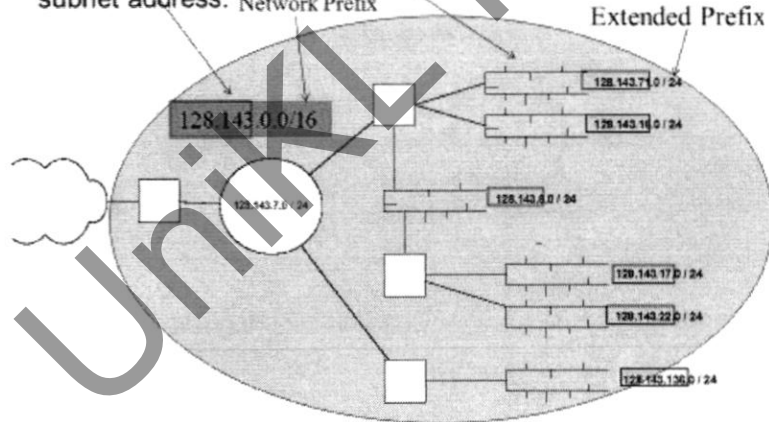 subnet address.
Network Prefix
Extended Prefix
128.143.71.0 / 24
128.143.0.0/16
128.143.16.0 / 24
128.143.8.0 / 24
128.143.7.0 / 24
128.143.17.0 / 24
128.143.22.0 / 24
128.143.136.0 / 24
UniKL